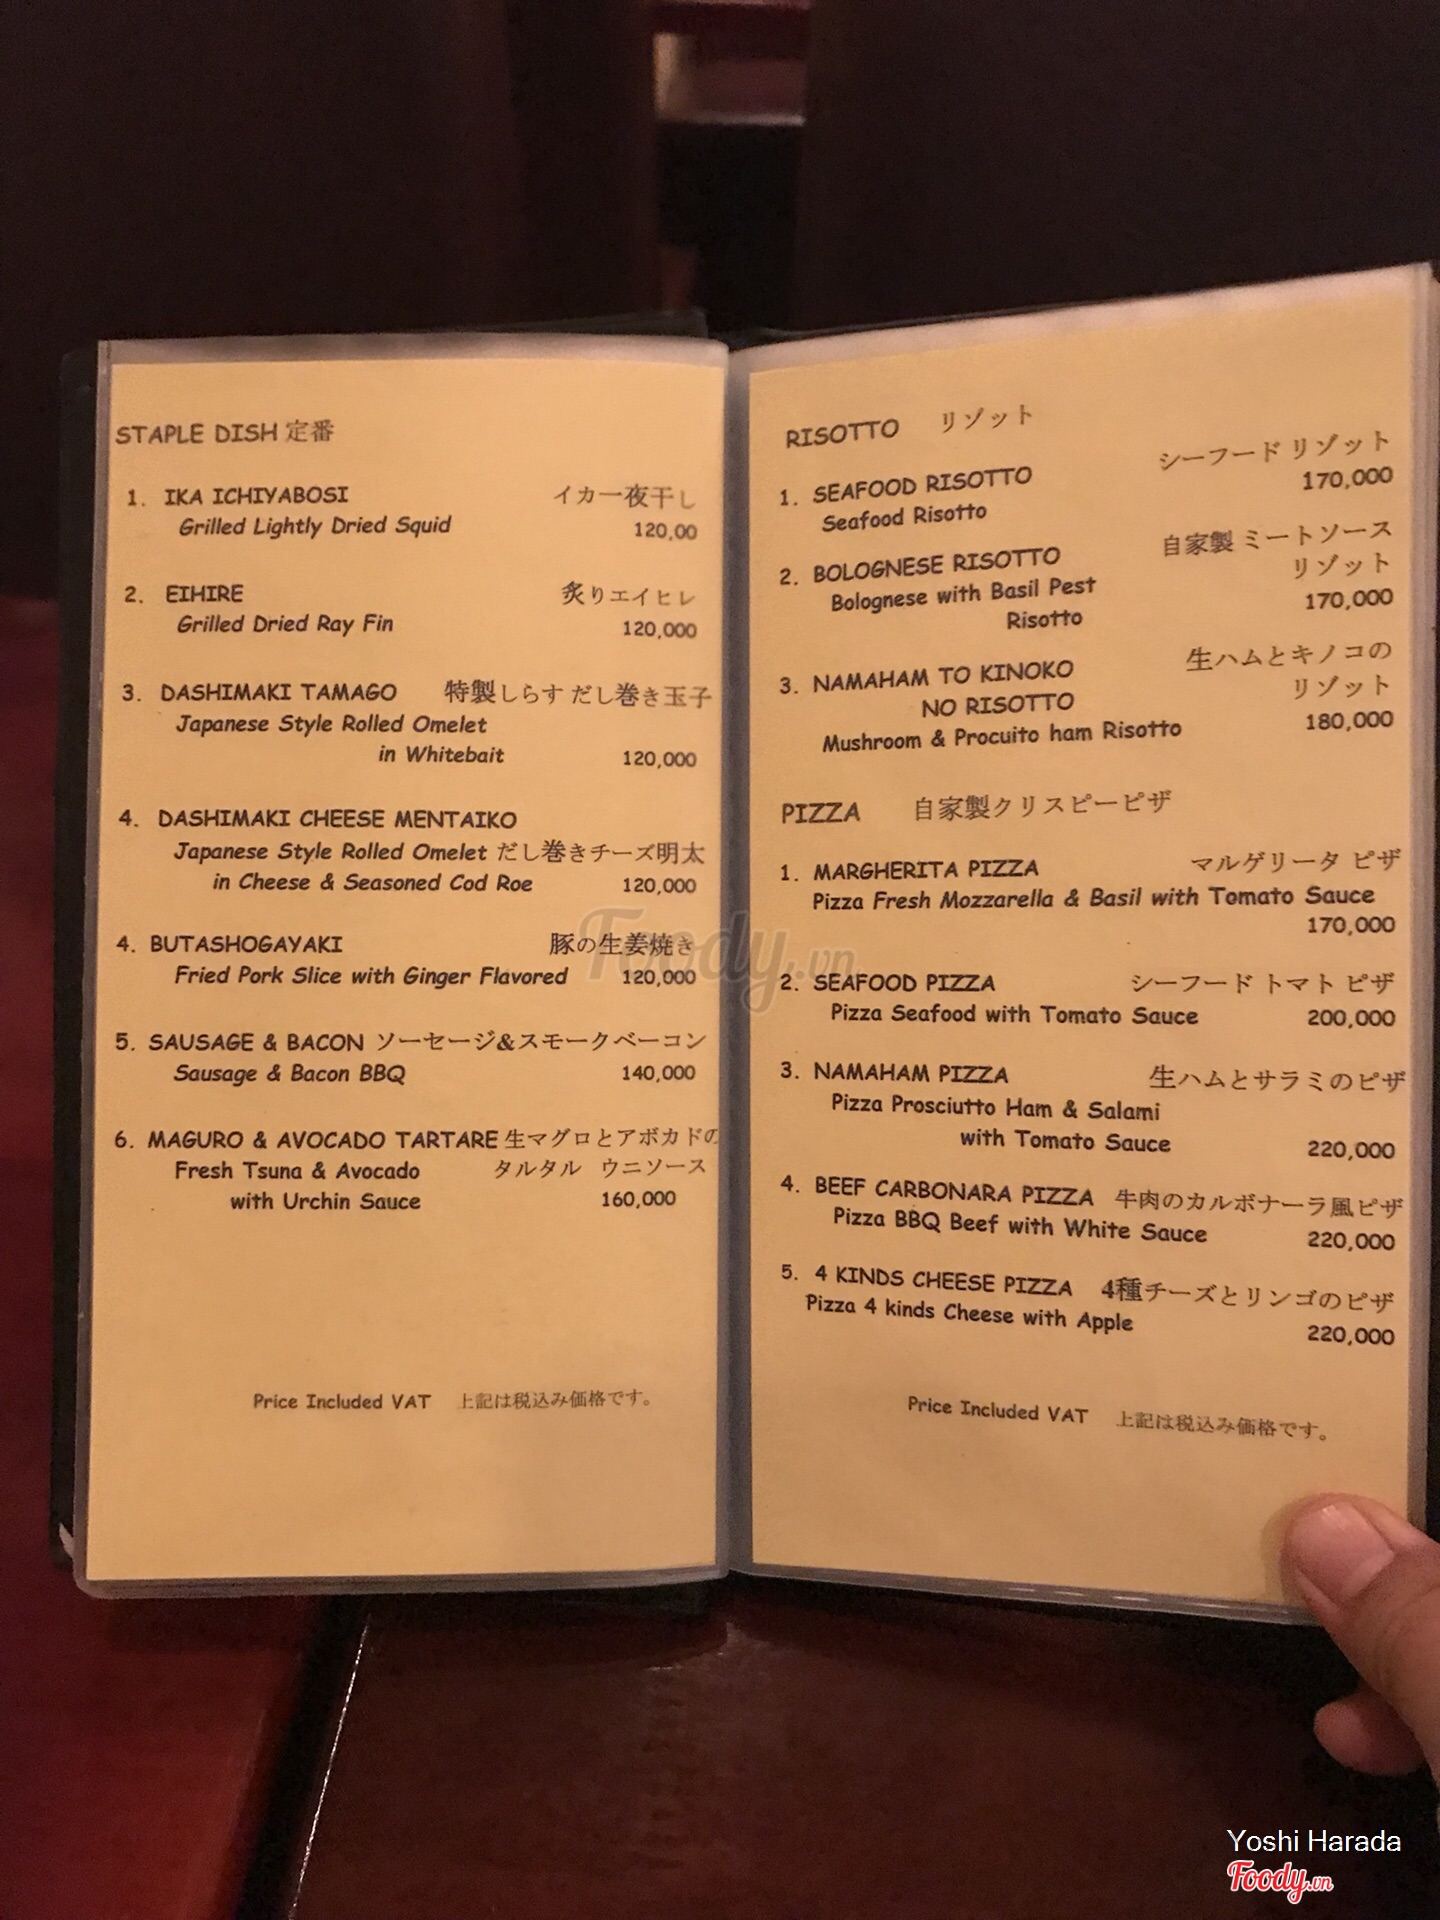 STAPLE DISH 定番
1. IKA ICHIYABOSI イカ一夜干し
Grilled Lightly Dried Squid 120,00
2. EIHIRE 炙りエイヒレ
Grilled Dried Ray Fin 120,000
3. DASHIMAKI TAMAGO 特製しらす だし巻き玉子
Japanese Style Rolled Omelet
in Whitebait 120,000
4. DASHIMAKI CHEESE MENTAIKO
Japanese Style Rolled Omelet だし巻きチーズ明太
in Cheese & Seasoned Cod Roe 120,000
4. BUTASHOGAYAKI 豚の生姜焼き
Fried Pork Slice with Ginger Flavored 120,000
5. SAUSAGE & BACON ソーセージ&スモークベーコン
Sausage & Bacon BBQ 140,000
6. MAGURO & AVOCADO TARTARE 生マグロとアボカドの
Fresh Tsuna & Avocado タルタル ウニソース
with Urchin Sauce 160,000
Price Included VAT 上記は税込み価格です。
RISOTTO リゾット
シーフード リゾット
1. SEAFOOD RISOTTO 170,000
Seafood Risotto
自家製 ミートソース
2. BOLOGNESE RISOTTO リゾット
Bolognese with Basil Pest 170,000
Risotto
生ハムとキノコの
3. NAMAHAM TO KINOKO リゾット
NO RISOTTO 180,000
Mushroom & Procuito ham Risotto
PIZZA 自家製クリスピーピザ
1. MARGHERITA PIZZA マルゲリータ ピザ
Pizza Fresh Mozzarella & Basil with Tomato Sauce
170,000
2. SEAFOOD PIZZA シーフード トマト ピザ
Pizza Seafood with Tomato Sauce 200,000
3. NAMAHAM PIZZA 生ハムとサラミのピザ
Pizza Prosciutto Ham & Salami
with Tomato Sauce 220,000
4. BEEF CARBONARA PIZZA 牛肉のカルボナーラ風ピザ
Pizza BBQ Beef with White Sauce 220,000
5. 4 KINDS CHEESE PIZZA 4種チーズとリンゴのピザ
Pizza 4 kinds Cheese with Apple 220,000
Price Included VAT 上記は税込み価格です。
Foody.vn
Yoshi Harada
Foody.vn